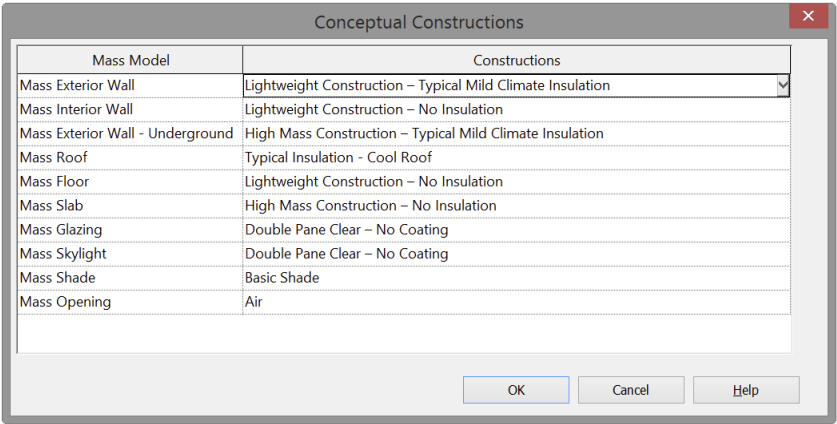 Conceptual Constructions
Mass Model Constructions
Mass Exterior Wall Lightweight Construction – Typical Mild Climate Insulation
Mass Interior Wall Lightweight Construction – No Insulation
Mass Exterior Wall - Underground High Mass Construction – Typical Mild Climate Insulation
Mass Roof Typical Insulation - Cool Roof
Mass Floor Lightweight Construction – No Insulation
Mass Slab High Mass Construction – No Insulation
Mass Glazing Double Pane Clear – No Coating
Mass Skylight Double Pane Clear – No Coating
Mass Shade Basic Shade
Mass Opening Air
OK Cancel Help